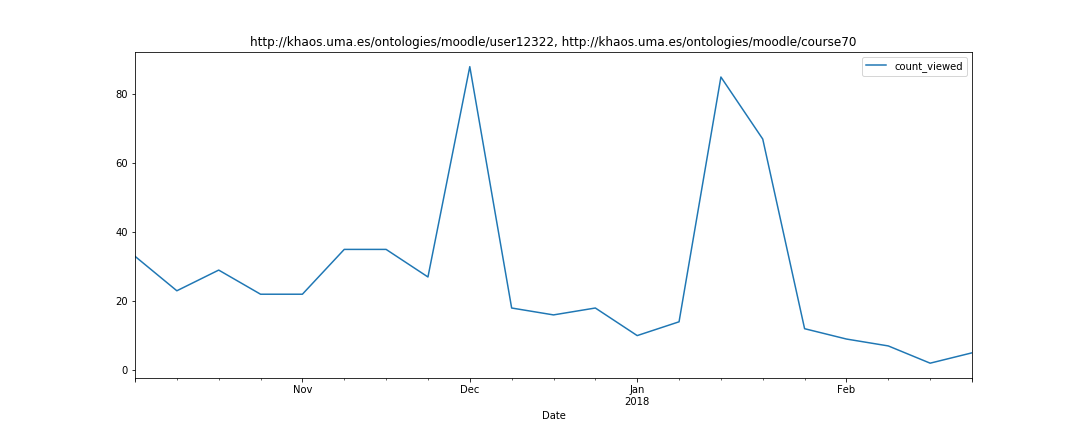 http://khaos.uma.es/ontologies/moodle/user12322, http://khaos.uma.es/ontologies/moodle/course70
count_viewed
80
60
40
20
0
Nov
Dec
Jan
2018
Feb
Date